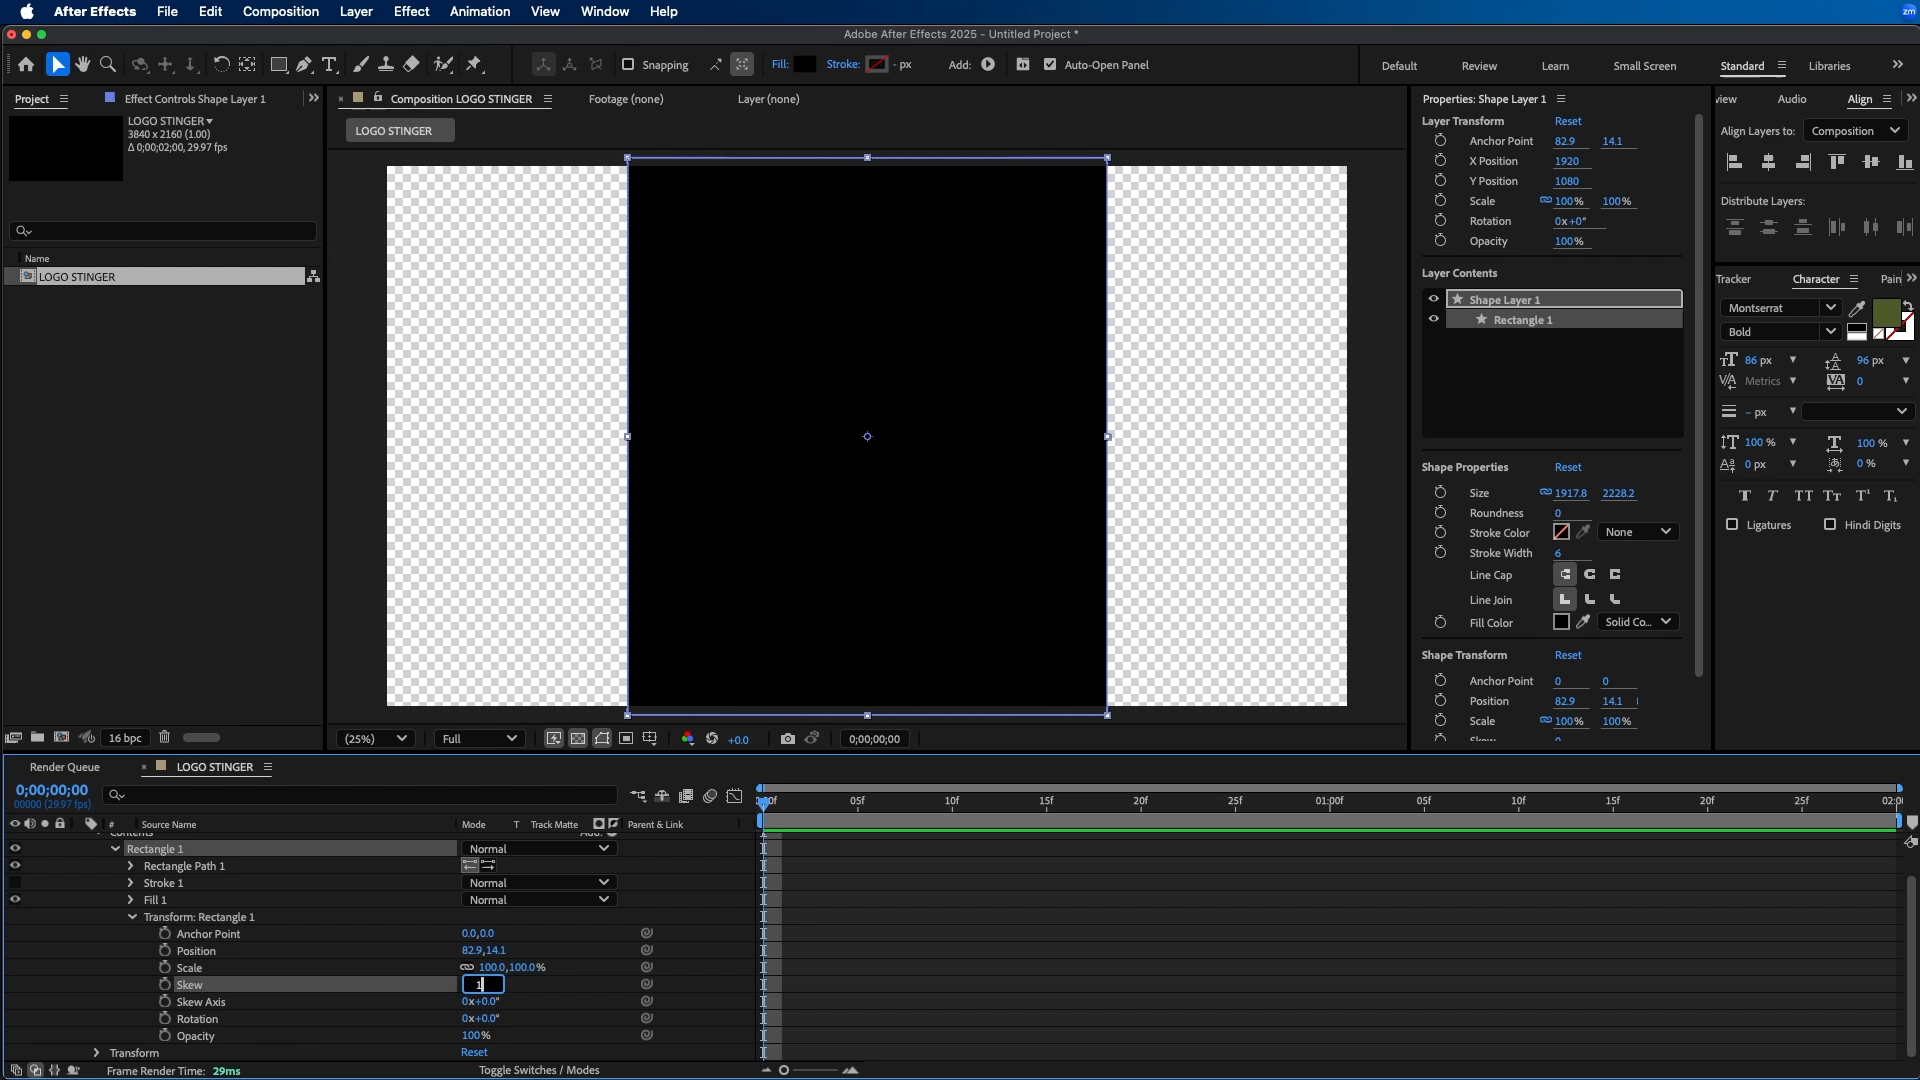 After Effects File Edit Composition Layer Effect Animation View Window Help zm
Adobe After Effects 2025 - Untitled Project *
Snapping Fill: Stroke: - px Add: Auto-Open Panel Default Review Learn Small Screen Standard Libraries
Project Effect Controls Shape Layer 1
LOGO STINGER
3840 x 2160 (1.00)
Δ 0;00;02;00, 29.97 fps
Name
LOGO STINGER
16 bpc
Composition LOGO STINGER Footage (none) Layer (none)
LOGO STINGER
(25%) Full +0.0 0;00;00;00
Properties: Shape Layer 1
Layer Transform Reset
Anchor Point 82.9 14.1
X Position 1920
Y Position 1080
Scale 100% 100%
Rotation 0x+0°
Opacity 100%
Layer Contents
Shape Layer 1
Rectangle 1
Shape Properties Reset
Size 1917.8 2228.2
Roundness 0
Stroke Color None
Stroke Width 6
Line Cap
Line Join
Fill Color Solid Co...
Shape Transform Reset
Anchor Point 0 0
Position 82.9 14.1
Scale 100% 100%
Skew 0
view Audio Align
Align Layers to: Composition
Distribute Layers:
Tracker Character Pain
Montserrat
Bold
86 px 96 px
Metrics 0
- px
100 % 100 %
0 px 0 %
Ligatures Hindi Digits
Render Queue LOGO STINGER
0;00;00;00
00000 (29.97 fps)
# Source Name Mode T Track Matte Parent & Link
05f 10f 15f 20f 25f 01:00f 05f 10f 15f 20f 25f 02:0
Contents Add:
Rectangle 1 Normal
Rectangle Path 1
Stroke 1 Normal
Fill 1 Normal
Transform: Rectangle 1
Anchor Point 0.0,0.0
Position 82.9,14.1
Scale 100.0,100.0%
Skew 1
Skew Axis 0x+0.0°
Rotation 0x+0.0°
Opacity 100%
Transform Reset
Frame Render Time: 29ms Toggle Switches / Modes